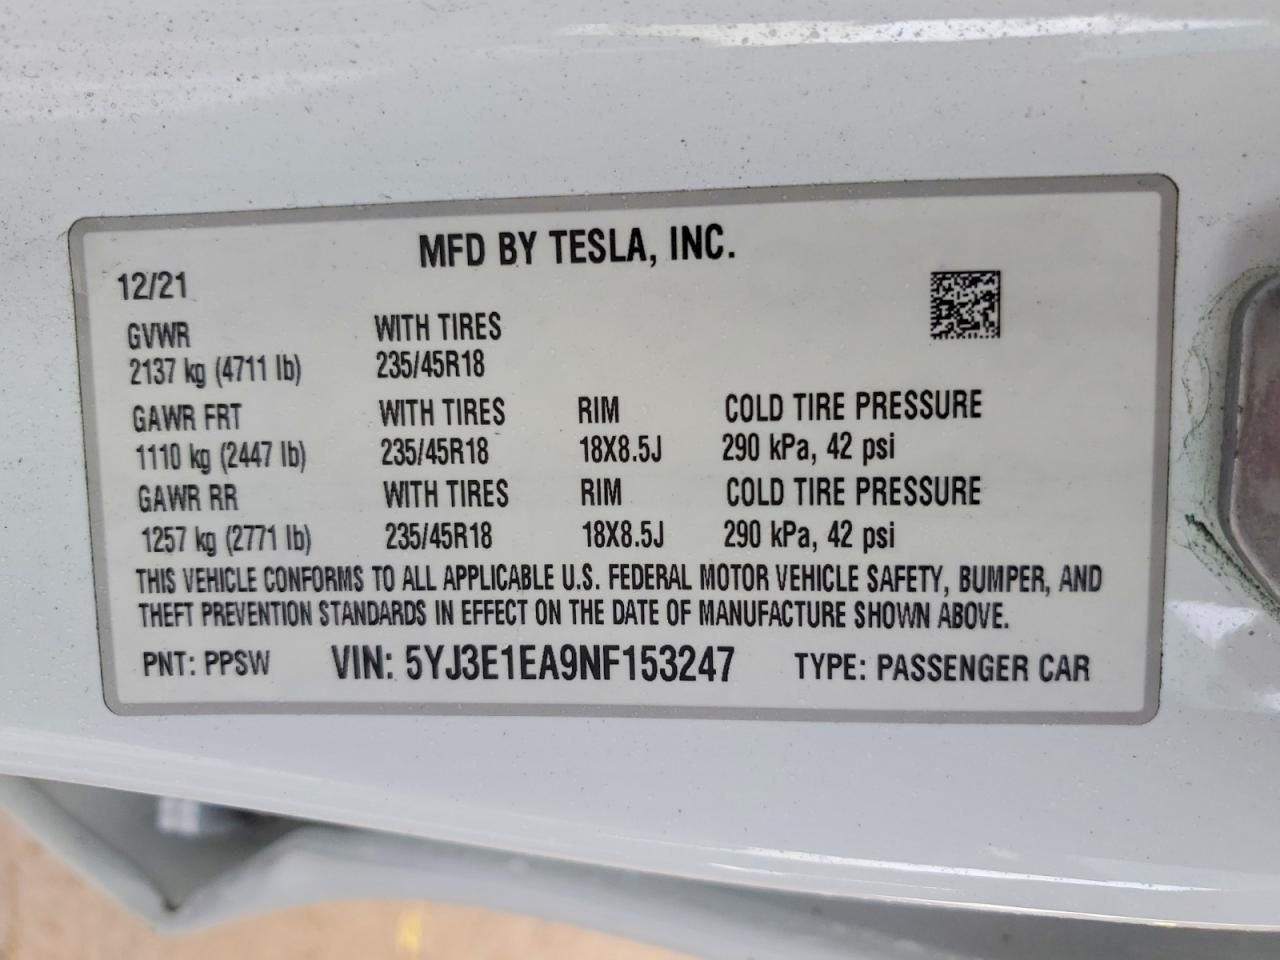 MFD BY TESLA, INC.
12/21
GVWR WITH TIRES
2137 kg (4711 lb) 235/45R18
GAWR FRT WITH TIRES RIM COLD TIRE PRESSURE
1110 kg (2447 lb) 235/45R18 18X8.5J 290 kPa, 42 psi
GAWR RR WITH TIRES RIM COLD TIRE PRESSURE
1257 kg (2771 lb) 235/45R18 18X8.5J 290 kPa, 42 psi
THIS VEHICLE CONFORMS TO ALL APPLICABLE U.S. FEDERAL MOTOR VEHICLE SAFETY, BUMPER, AND
THEFT PREVENTION STANDARDS IN EFFECT ON THE DATE OF MANUFACTURE SHOWN ABOVE.
PNT: PPSW VIN: 5YJ3E1EA9NF153247 TYPE: PASSENGER CAR